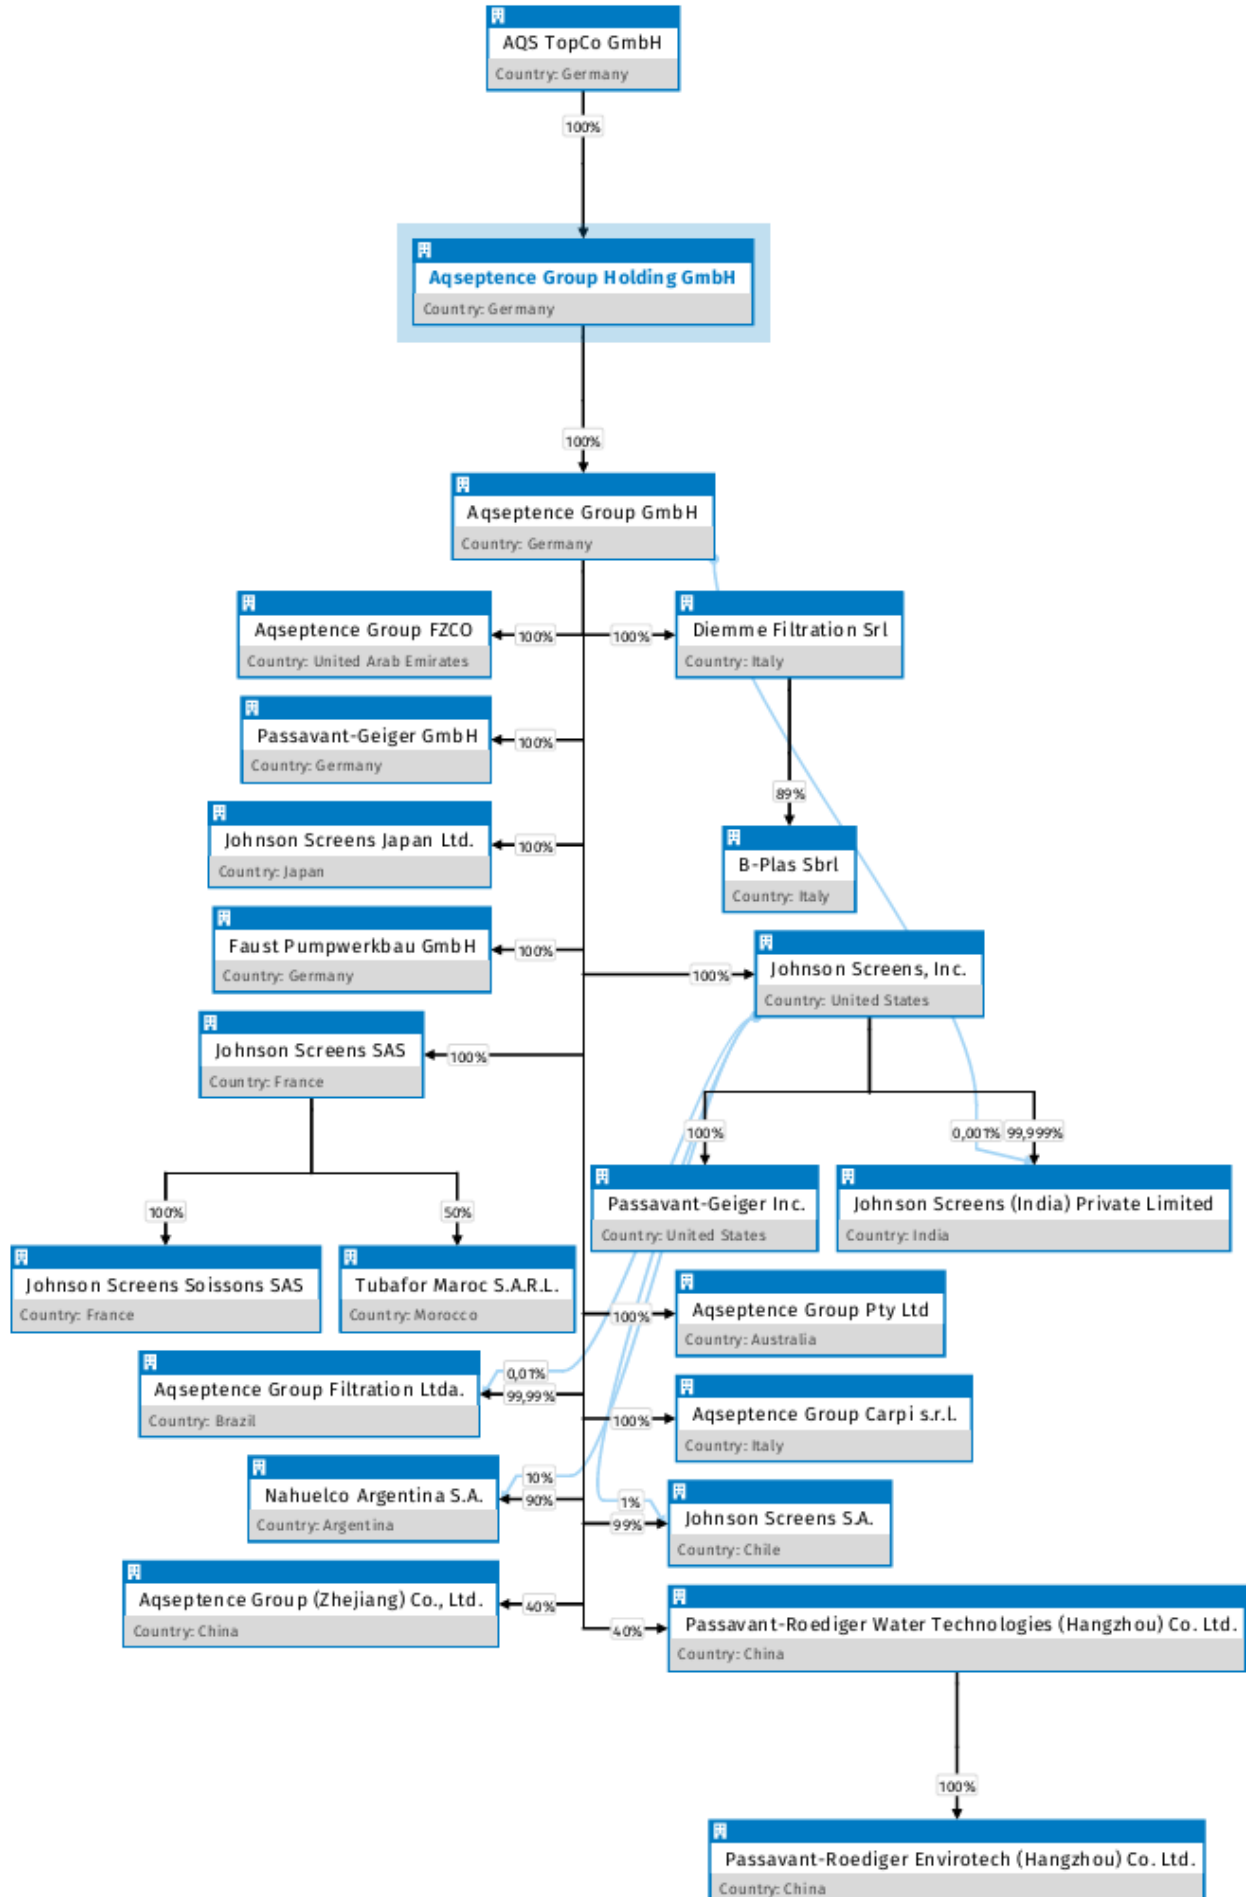 AQS TopCo GmbH
Country: Germany
100%
Aqseptence Group Holding GmbH
Country: Germany
100%
Aqseptence Group GmbH
Country: Germany
Aqseptence Group FZCO
Country: United Arab Emirates
100%
100%
Diemme Filtration Srl
Country: Italy
Passavant-Geiger GmbH
Country: Germany
100%
89%
Johnson Screens Japan Ltd.
Country: Japan
100%
B-Plas Sbrl
Country: Italy
Faust Pumpwerkbau GmbH
Country: Germany
100%
100%
Johnson Screens, Inc.
Country: United States
Johnson Screens SAS
Country: France
100%
100%
0,001%
99,999%
Passavant-Geiger Inc.
Country: United States
Johnson Screens (India) Private Limited
Country: India
100%
50%
Johnson Screens Soissons SAS
Country: France
Tubafor Maroc S.A.R.L.
Country: Morocco
100%
Aqseptence Group Pty Ltd
Country: Australia
Aqseptence Group Filtration Ltda.
Country: Brazil
0,01%
99,99%
100%
Aqseptence Group Carpi s.r.l.
Country: Italy
Nahuelco Argentina S.A.
Country: Argentina
10%
90%
1%
99%
Johnson Screens S.A.
Country: Chile
Aqseptence Group (Zhejiang) Co., Ltd.
Country: China
40%
40%
Passavant-Roediger Water Technologies (Hangzhou) Co. Ltd.
Country: China
100%
Passavant-Roediger Envirotech (Hangzhou) Co. Ltd.
Country: China